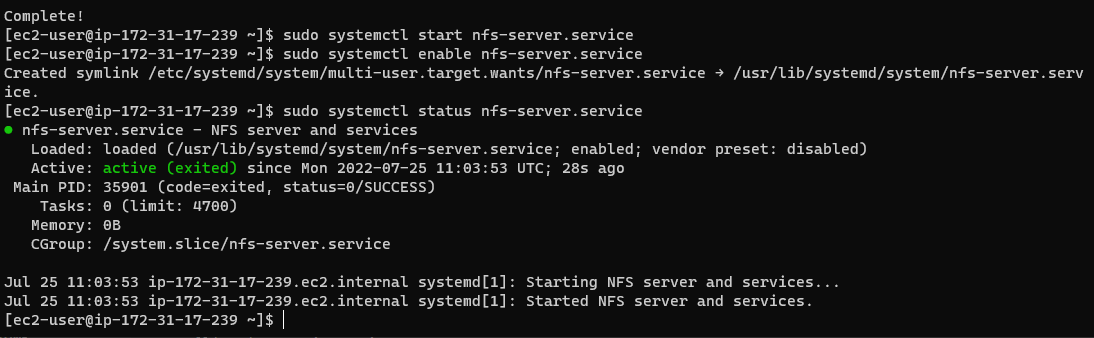 Complete!
[ec2-user@ip-172-31-17-239 ~]$ sudo systemctl start nfs-server.service
[ec2-user@ip-172-31-17-239 ~]$ sudo systemctl enable nfs-server.service
Created symlink /etc/systemd/system/multi-user.target.wants/nfs-server.service → /usr/lib/systemd/system/nfs-server.serv
ice.
[ec2-user@ip-172-31-17-239 ~]$ sudo systemctl status nfs-server.service
● nfs-server.service - NFS server and services
   Loaded: loaded (/usr/lib/systemd/system/nfs-server.service; enabled; vendor preset: disabled)
   Active: active (exited) since Mon 2022-07-25 11:03:53 UTC; 28s ago
 Main PID: 35901 (code=exited, status=0/SUCCESS)
    Tasks: 0 (limit: 4700)
   Memory: 0B
   CGroup: /system.slice/nfs-server.service

Jul 25 11:03:53 ip-172-31-17-239.ec2.internal systemd[1]: Starting NFS server and services...
Jul 25 11:03:53 ip-172-31-17-239.ec2.internal systemd[1]: Started NFS server and services.
[ec2-user@ip-172-31-17-239 ~]$